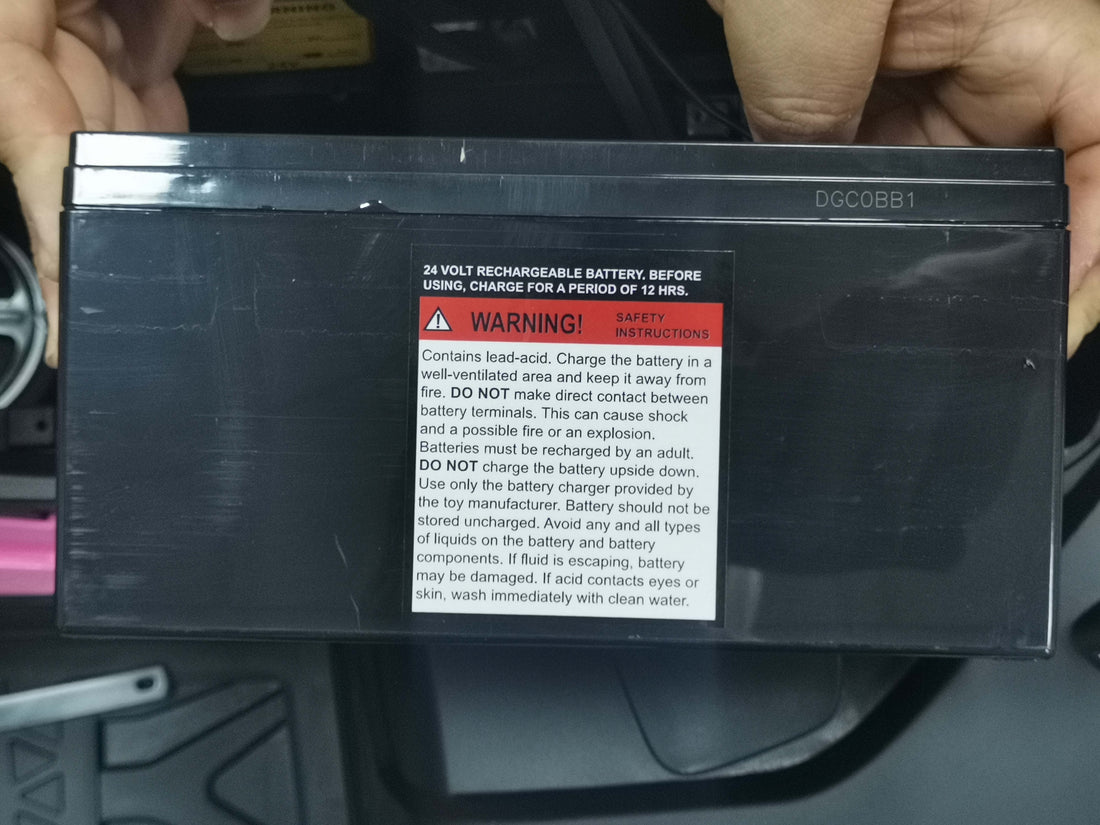 WARNING
DGC0BB1
24 VOLT RECHARGEABLE BATTERY. BEFORE
USING, CHARGE FOR A PERIOD OF 12 HRS.
WARNING!
SAFETY
INSTRUCTIONS
Contains lead-acid. Charge the battery in a
well-ventilated area and keep it away from
fire. DO NOT make direct contact between
battery terminals. This can cause shock
and a possible fire or an explosion.
Batteries must be recharged by an adult.
DO NOT charge the battery upside down.
Use only the battery charger provided by
the toy manufacturer. Battery should not be
stored uncharged. Avoid any and all types
of liquids on the battery and battery
components. If fluid is escaping, battery
may be damaged. If acid contacts eyes or
skin, wash immediately with clean water.